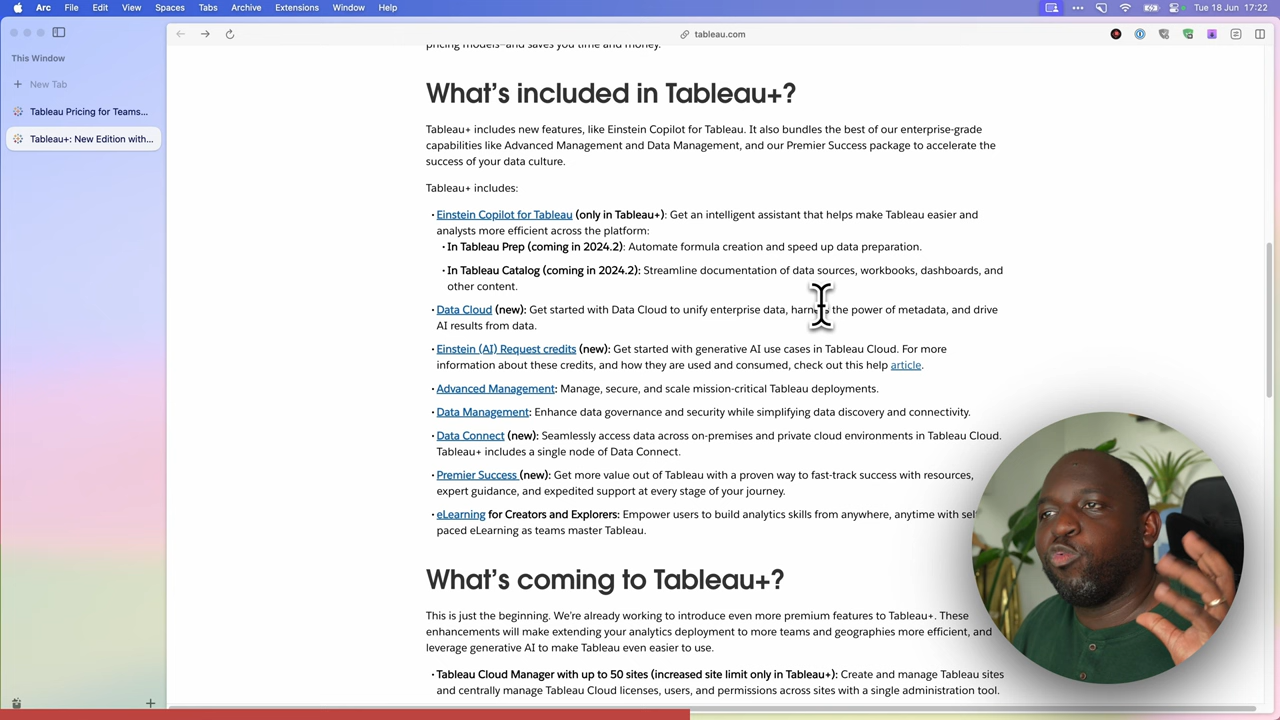 Arc File Edit View Spaces Tabs Archive Extensions Window Help Tue 18 Jun 17:22
tableau.com
This Window
New Tab
Tableau Pricing for Teams...
Tableau+: New Edition with...
pricing models—and saves you time and money.
What's included in Tableau+?
Tableau+ includes new features, like Einstein Copilot for Tableau. It also bundles the best of our enterprise-grade
capabilities like Advanced Management and Data Management, and our Premier Success package to accelerate the
success of your data culture.
Tableau+ includes:
• Einstein Copilot for Tableau (only in Tableau+): Get an intelligent assistant that helps make Tableau easier and
analysts more efficient across the platform:
• In Tableau Prep (coming in 2024.2): Automate formula creation and speed up data preparation.
• In Tableau Catalog (coming in 2024.2): Streamline documentation of data sources, workbooks, dashboards, and
other content.
• Data Cloud (new): Get started with Data Cloud to unify enterprise data, harness the power of metadata, and drive
AI results from data.
• Einstein (AI) Request credits (new): Get started with generative AI use cases in Tableau Cloud. For more
information about these credits, and how they are used and consumed, check out this help article.
• Advanced Management: Manage, secure, and scale mission-critical Tableau deployments.
• Data Management: Enhance data governance and security while simplifying data discovery and connectivity.
• Data Connect (new): Seamlessly access data across on-premises and private cloud environments in Tableau Cloud.
Tableau+ includes a single node of Data Connect.
• Premier Success (new): Get more value out of Tableau with a proven way to fast-track success with resources,
expert guidance, and expedited support at every stage of your journey.
• eLearning for Creators and Explorers: Empower users to build analytics skills from anywhere, anytime with self
paced eLearning as teams master Tableau.
What's coming to Tableau+?
This is just the beginning. We're already working to introduce even more premium features to Tableau+. These
enhancements will make extending your analytics deployment to more teams and geographies more efficient, and
leverage generative AI to make Tableau even easier to use.
• Tableau Cloud Manager with up to 50 sites (increased site limit only in Tableau+): Create and manage Tableau sites
and centrally manage Tableau Cloud licenses, users, and permissions across sites with a single administration tool.